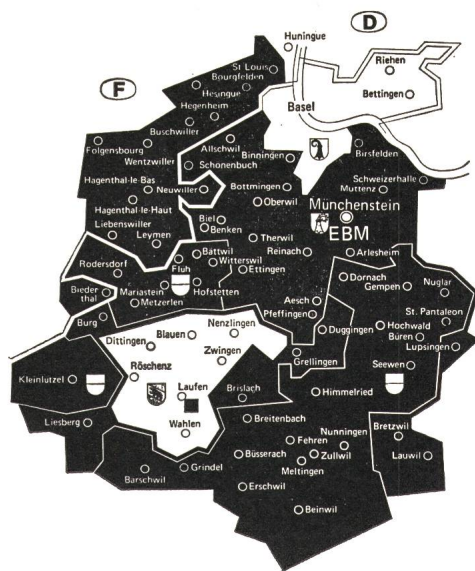 D
Huningue
F
St Louis
Bourgfelden
Riehen
Hésingue
Bettingen
Hegenheim
Basel
Buschwiller
Folgensbourg
Allschwil
Birsfelden
Wentzwiller
Binningen
Schönenbuch
Schweizerhalle
Hagenthal-le-Bas
Neuwiller
Bottmingen
Muttenz
Hagenthal-le-Haut
Oberwil
Münchenstein
Liebenswiller
Biel
Benken
EBM
Leymen
Therwil
Bättwil
Reinach
Arlesheim
Rodersdorf
Flüh
Witterswil
Ettingen
Dornach
Biederthal
Mariastein
Hofstetten
Gempen
Nuglar
Metzerlen
Aesch
Burg
Pfeffingen
St. Pantaleon
Nenzlingen
Duggingen
Hochwald
Blauen
Büren
Dittingen
Lupsingen
Zwingen
Grellingen
Röschenz
Seewen
Kleinlützel
Laufen
Himmelried
Brislach
Liesberg
Wahlen
Breitenbach
Bretzwil
Fehren
Nunningen
Büsserach
Zullwil
Lauwil
Grindel
Meltingen
Bärschwil
Erschwil
Beinwil